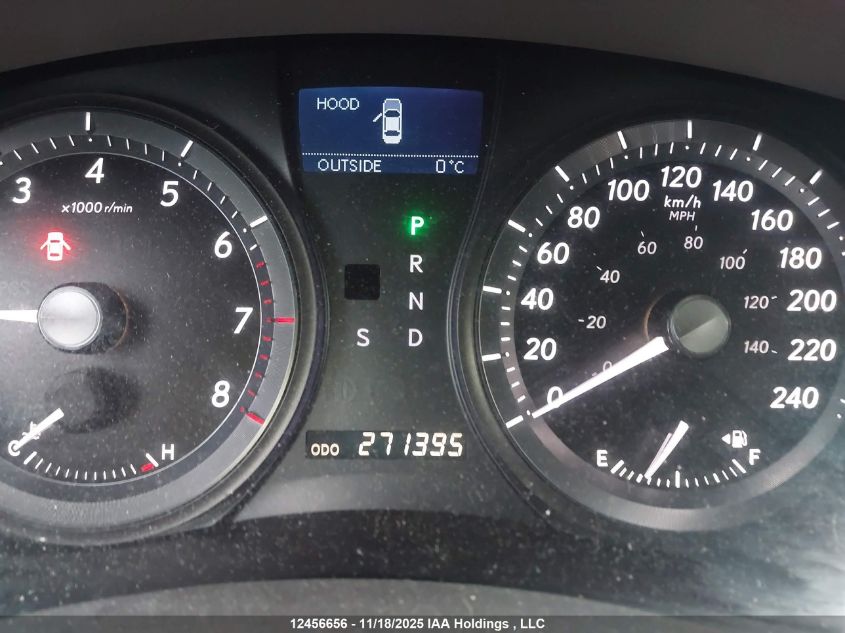 HOOD
OUTSIDE 0°C
3 4 5 6 7 8
x1000 r/min
C H
P
R
N
S D
ODO 271395
0 20 40 60 80 100 120 140 160 180 200 220 240
km/h
MPH
0 20 40 60 80 100 120 140
E F
12456656 - 11/18/2025 IAA Holdings , LLC